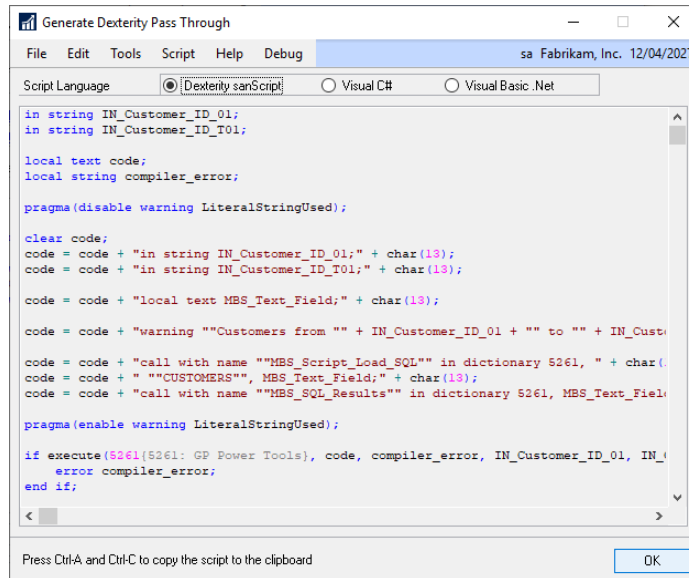 Generate Dexterity Pass Through
File Edit Tools Script Help Debug sa Fabrikam, Inc. 12/04/2027
Script Language Dexterity sanScript Visual C# Visual Basic .Net
in string IN_Customer_ID_01;
in string IN_Customer_ID_T01;
local text code;
local string compiler_error;
pragma(disable warning LiteralStringUsed);
clear code;
code = code + "in string IN_Customer_ID_01;" + char(13);
code = code + "in string IN_Customer_ID_T01;" + char(13);
code = code + "local text MBS_Text_Field;" + char(13);
code = code + "warning ""Customers from "" + IN_Customer_ID_01 + "" to "" + IN_Custo
code = code + "call with name ""MBS_Script_Load_SQL"" in dictionary 5261, " + char(
code = code + " ""CUSTOMERS"", MBS_Text_Field;" + char(13);
code = code + "call with name ""MBS_SQL_Results"" in dictionary 5261, MBS_Text_Fiel
pragma(enable warning LiteralStringUsed);
if execute(5261{5261: GP Power Tools}, code, compiler_error, IN_Customer_ID_01, IN_
error compiler_error;
end if;
Press Ctrl-A and Ctrl-C to copy the script to the clipboard OK